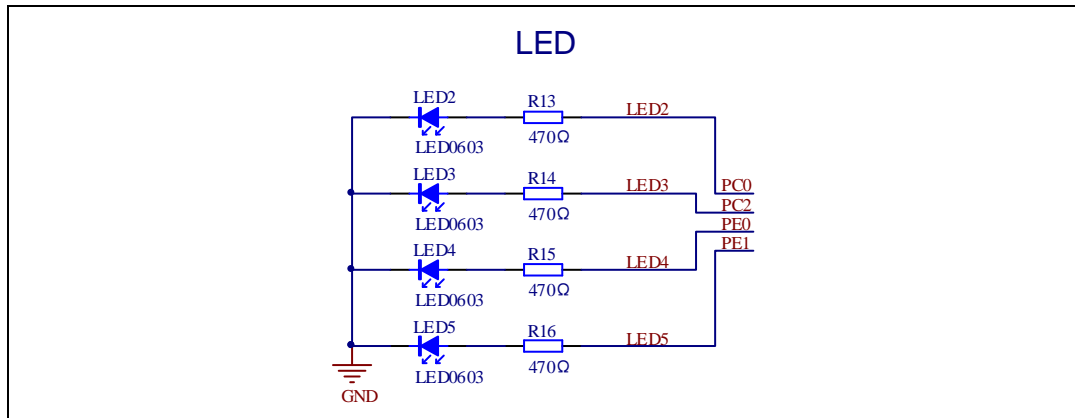 LED
LED2
R13
LED2
LED0603
470Ω
LED3
R14
LED3
PC0
LED0603
470Ω
PC2
PE0
LED4
R15
LED4
PE1
LED0603
470Ω
LED5
R16
LED5
LED0603
470Ω
GND